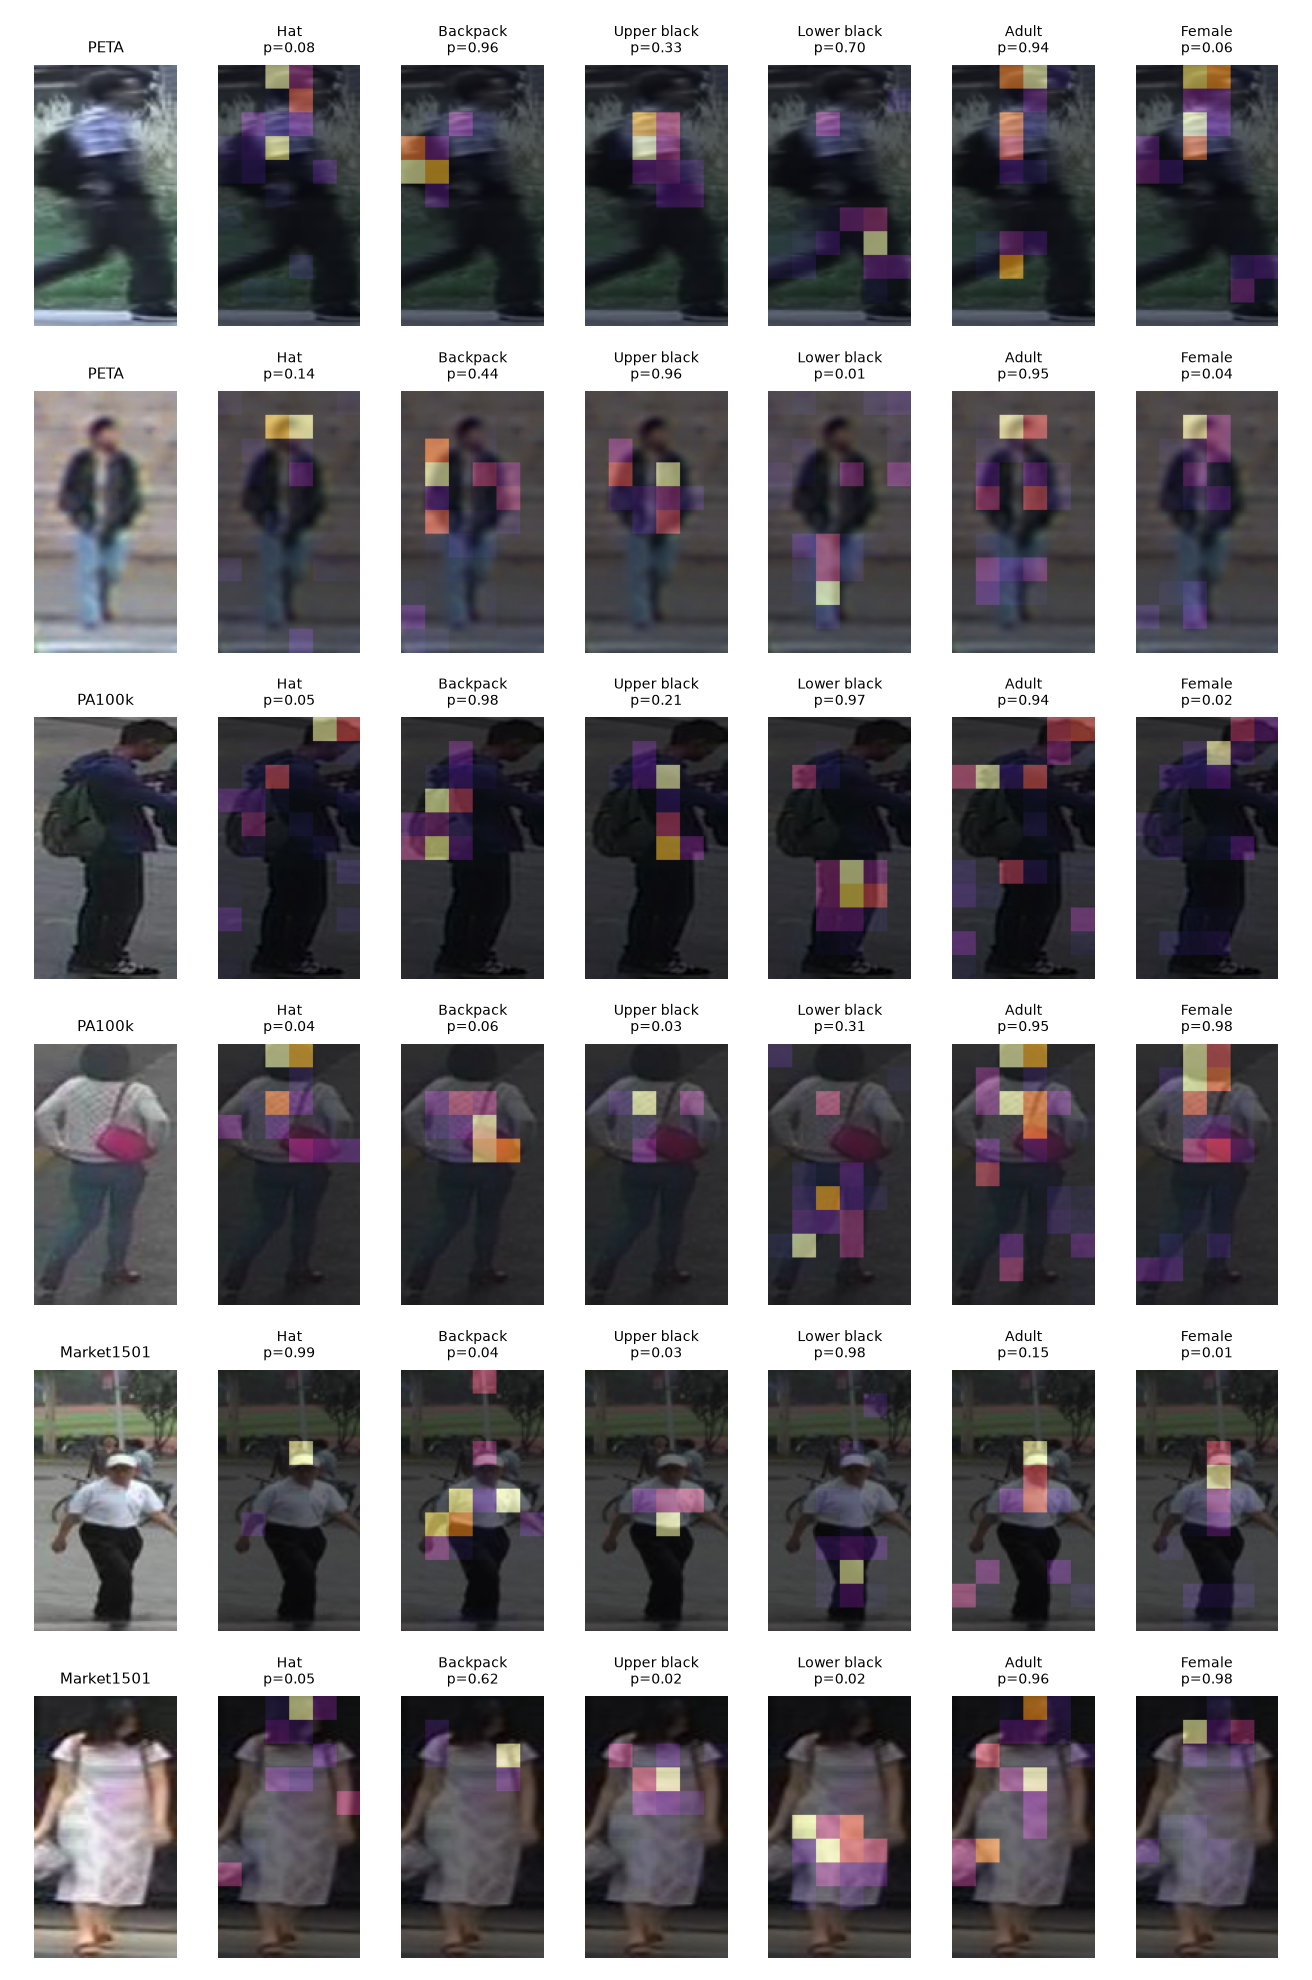 PETA
Hat
p=0.08
Backpack
p=0.96
Upper black
p=0.33
Lower black
p=0.70
Adult
p=0.94
Female
p=0.06
PETA
Hat
p=0.14
Backpack
p=0.44
Upper black
p=0.96
Lower black
p=0.01
Adult
p=0.95
Female
p=0.04
PA100k
Hat
p=0.05
Backpack
p=0.98
Upper black
p=0.21
Lower black
p=0.97
Adult
p=0.94
Female
p=0.02
PA100k
Hat
p=0.04
Backpack
p=0.06
Upper black
p=0.03
Lower black
p=0.31
Adult
p=0.95
Female
p=0.98
Market1501
Hat
p=0.99
Backpack
p=0.04
Upper black
p=0.03
Lower black
p=0.98
Adult
p=0.15
Female
p=0.01
Market1501
Hat
p=0.05
Backpack
p=0.62
Upper black
p=0.02
Lower black
p=0.02
Adult
p=0.96
Female
p=0.98